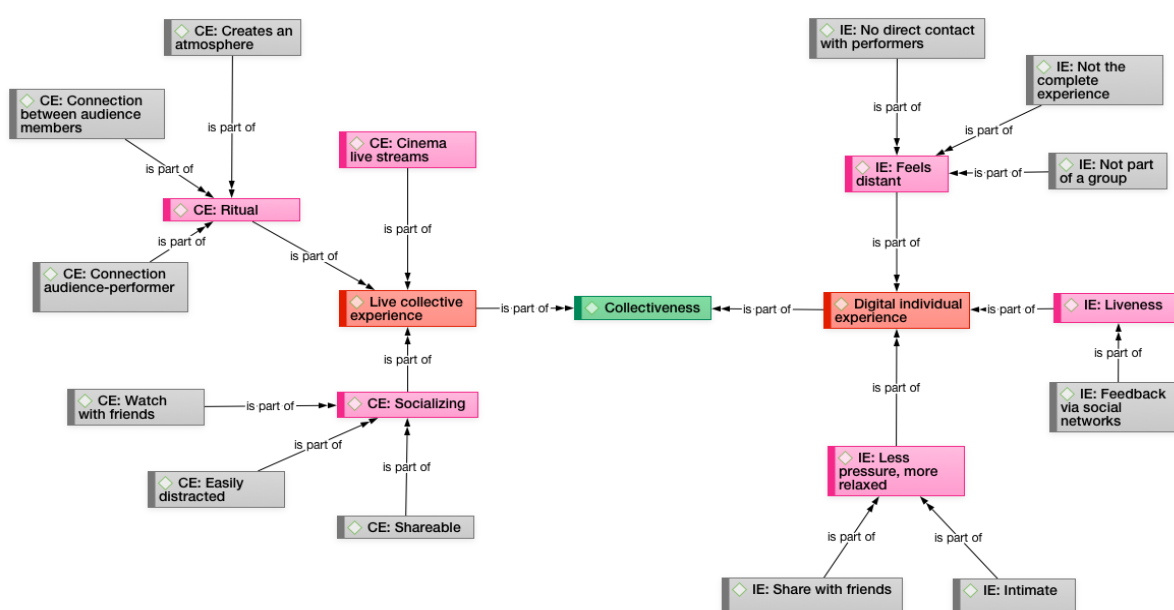 CE: Creates an
atmosphere
IE: No direct contact
with performers
IE: Not the
complete
experience
CE: Connection
between audience
members
is part of
is part of
CE: Cinema
live streams
is part of
is part of
IE: Feels
distant
is part of
IE: Not part
of a group
is part of
CE: Ritual
is part of
is part of
is part of
is part of
CE: Connection
audience-performer
Live collective
experience
is part of
Collectiveness
is part of
Digital individual
experience
is part of
IE: Liveness
is part of
is part of
CE: Watch
with friends
is part of
CE: Socializing
is part of
IE: Feedback
via social
networks
is part of
is part of
CE: Easily
distracted
IE: Less
pressure, more
relaxed
CE: Shareable
is part of
is part of
IE: Share with friends
IE: Intimate